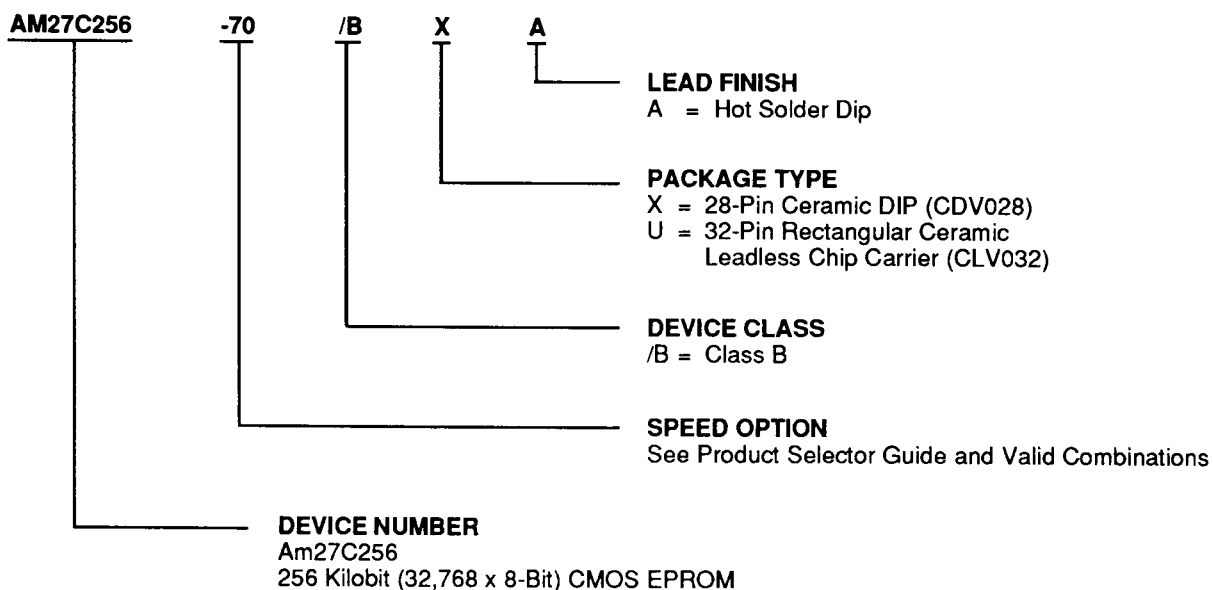 AM27C256 -70 /B X A
LEAD FINISH
A = Hot Solder Dip
PACKAGE TYPE
X = 28-Pin Ceramic DIP (CDV028)
U = 32-Pin Rectangular Ceramic
Leadless Chip Carrier (CLV032)
DEVICE CLASS
/B = Class B
SPEED OPTION
See Product Selector Guide and Valid Combinations
DEVICE NUMBER
Am27C256
256 Kilobit (32,768 x 8-Bit) CMOS EPROM